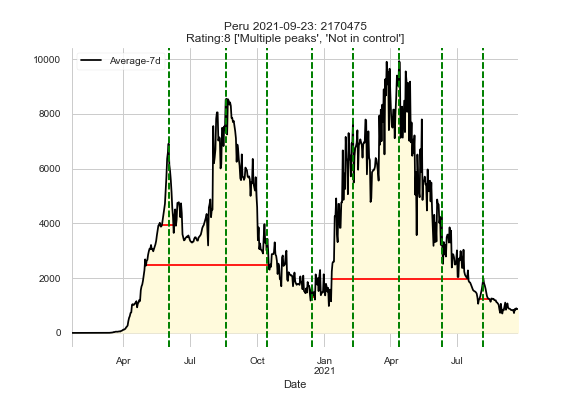 Peru 2021-09-23: 2170475
Rating:8 ['Multiple peaks', 'Not in control']
Average-7d
10000
8000
6000
4000
2000
0
Apr Jul Oct Jan Apr Jul
2021
Date